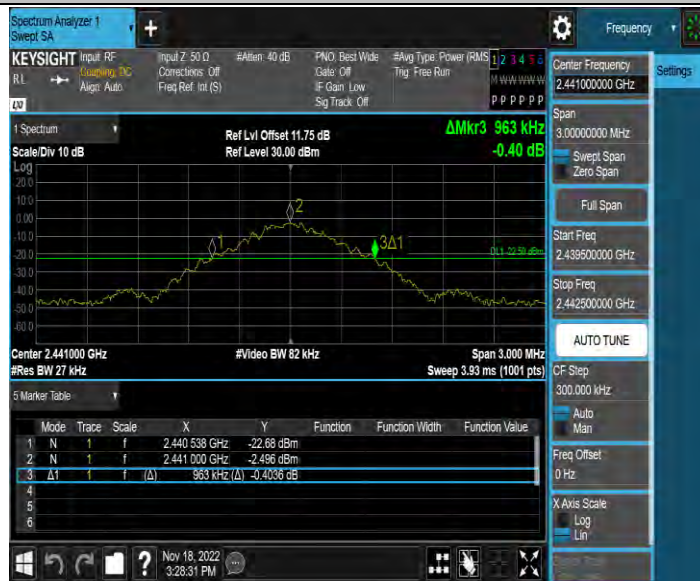 Spectrum Analyzer 1
Swept SA
+
Frequency
KEYSIGHT Input: RF Input Z: 50 Ω #Atten: 40 dB PNO: Best Wide #Avg Type: Power (RMS 1 2 3 4 5 6
RL Coupling: DC Corrections: Off Gate: Off Trig: Free Run M W W W W W
Align: Auto Freq Ref: Int (S) IF Gain: Low
Sig Track: Off P P P P P P
1 Spectrum
Ref Lvl Offset 11.75 dB ΔMkr3 963 kHz
Scale/Div 10 dB Ref Level 30.00 dBm -0.40 dB
Log
20.0
10.0
0.00
-10.0
-20.0
-30.0
-40.0
-50.0
-60.0
2
1
3Δ1
DL1 -22.50 dBm
Center 2.441000 GHz #Video BW 82 kHz Span 3.000 MHz
#Res BW 27 kHz Sweep 3.93 ms (1001 pts)
5 Marker Table
Mode Trace Scale X Y Function Function Width Function Value
1 N 1 f 2.440 538 GHz -22.68 dBm
2 N 1 f 2.441 000 GHz -2.496 dBm
3 Δ1 1 f (Δ) 963 kHz (Δ) -0.4036 dB
4
5
6
Nov 18, 2022
3:28:31 PM
Center Frequency
2.441000000 GHz
Settings
Span
3.00000000 MHz
Swept Span
Zero Span
Full Span
Start Freq
2.439500000 GHz
Stop Freq
2.442500000 GHz
AUTO TUNE
CF Step
300.000 kHz
Auto
Man
Freq Offset
0 Hz
X Axis Scale
Log
Lin